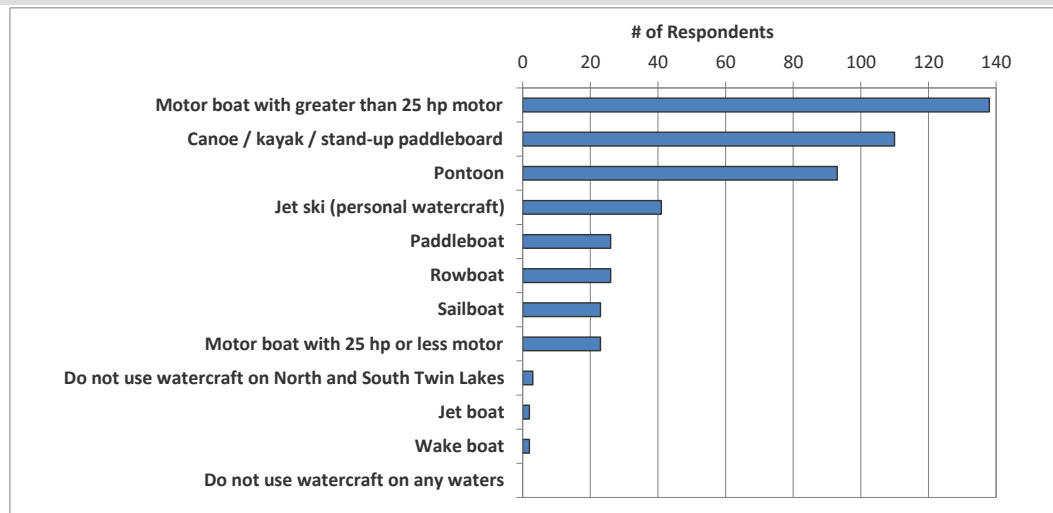 # of Respondents
0 20 40 60 80 100 120 140
Motor boat with greater than 25 hp motor
Canoe / kayak / stand-up paddleboard
Pontoon
Jet ski (personal watercraft)
Paddleboat
Rowboat
Sailboat
Motor boat with 25 hp or less motor
Do not use watercraft on North and South Twin Lakes
Jet boat
Wake boat
Do not use watercraft on any waters